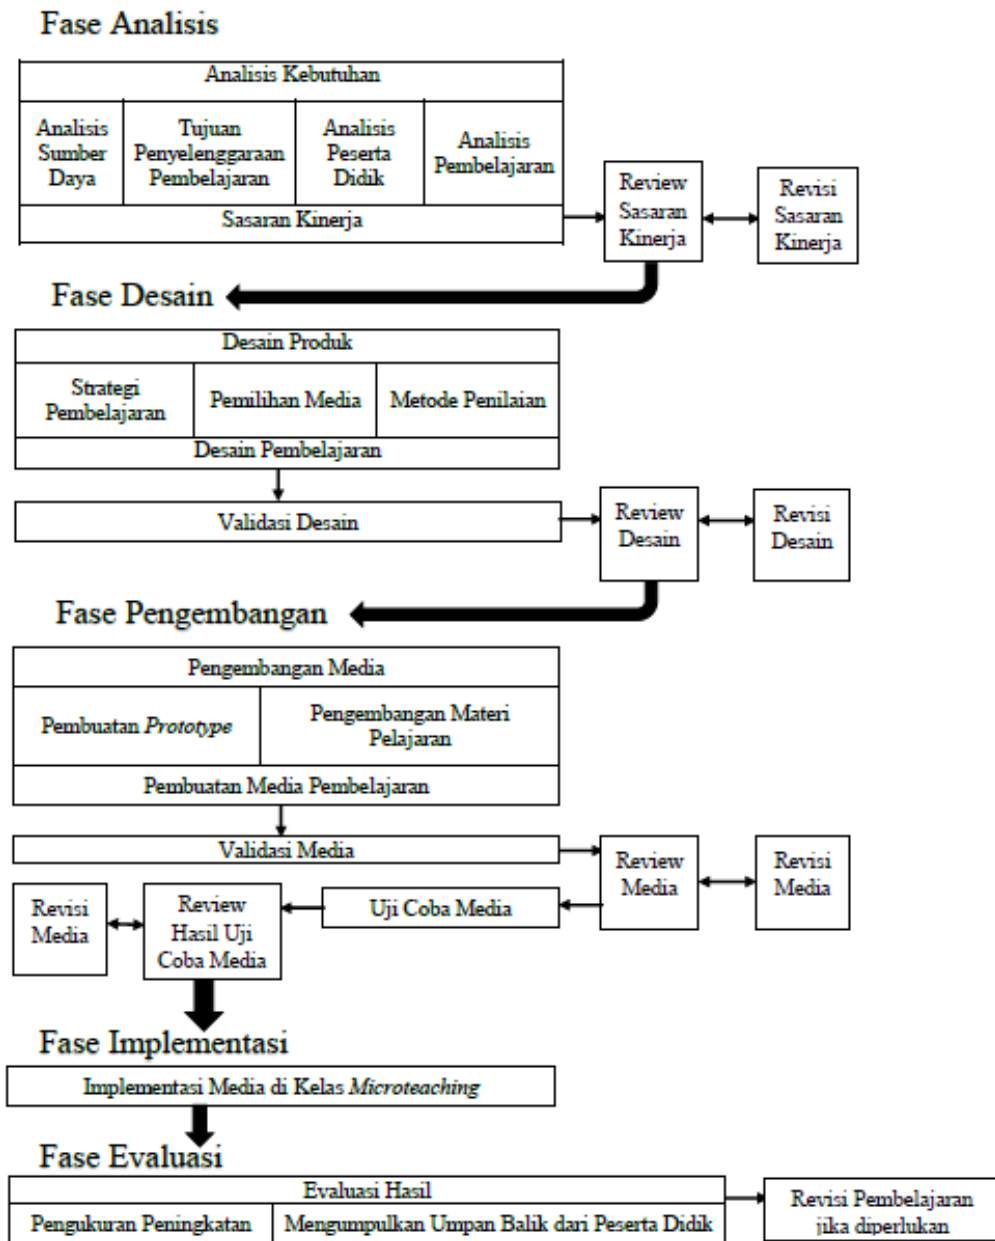 Fase Analisis
Analisis Kebutuhan
Analisis
Sumber
Daya
Tujuan
Penyelenggaraan
Pembelajaran
Analisis
Peserta
Didik
Analisis
Pembelajaran
Sasaran Kinerja
Review
Sasaran
Kinerja
Revisi
Sasaran
Kinerja
Fase Desain
Desain Produk
Strategi
Pembelajaran
Pemilihan Media
Metode Penilaian
Desain Pembelajaran
Validasi Desain
Review
Desain
Revisi
Desain
Fase Pengembangan
Pengembangan Media
Pembuatan Prototype
Pengembangan Materi
Pelajaran
Pembuatan Media Pembelajaran
Validasi Media
Review
Media
Revisi
Media
Uji Coba Media
Review
Hasil Uji
Coba Media
Revisi
Media
Fase Implementasi
Implementasi Media di Kelas Microteaching
Fase Evaluasi
Evaluasi Hasil
Pengukuran Peningkatan
Mengumpulkan Umpan Balik dari Peserta Didik
Revisi Pembelajaran
jika diperlukan